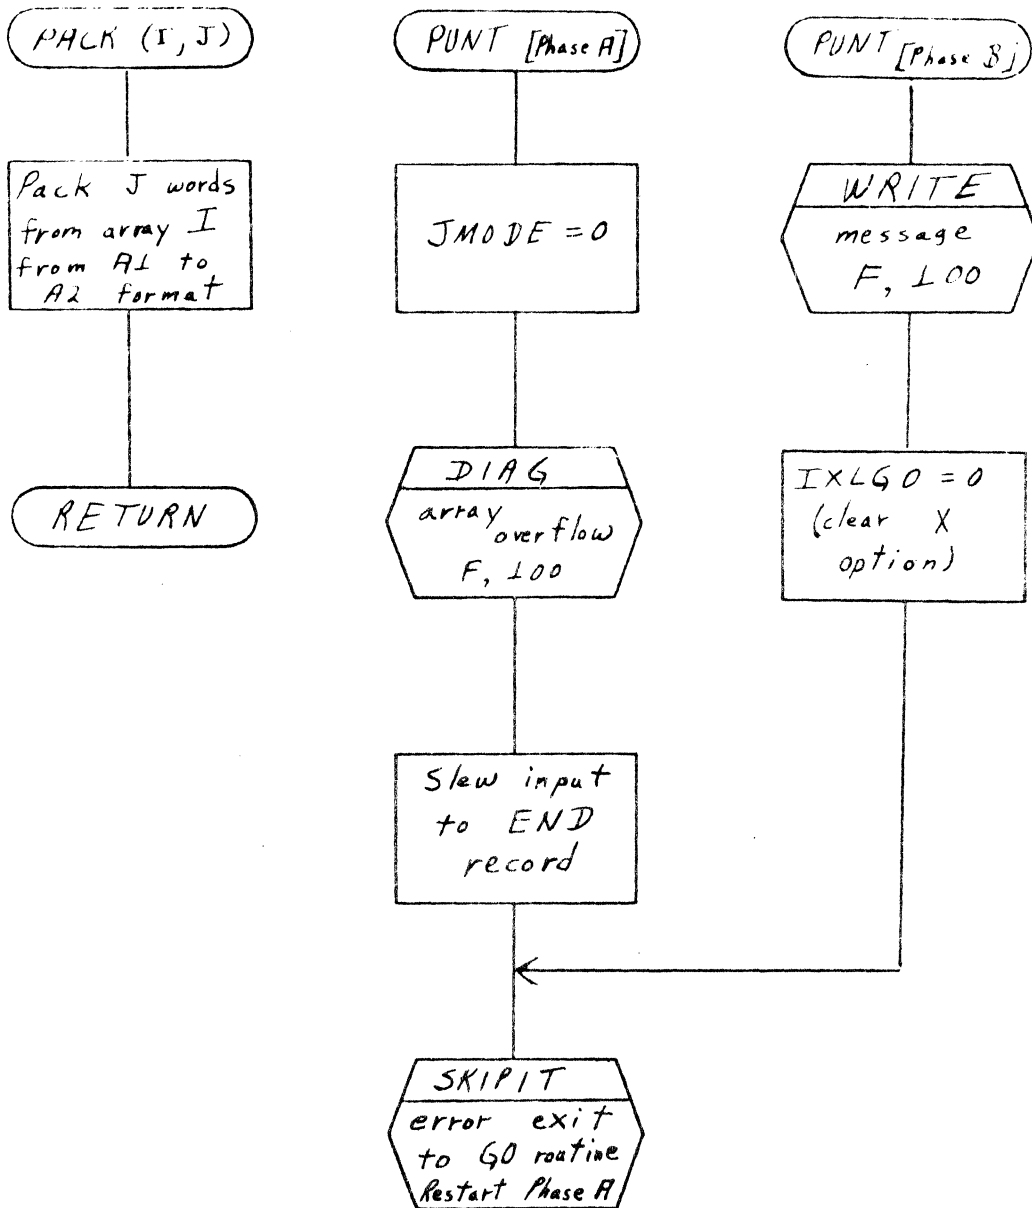 PACK (I, J)
Pack J words
from array I
from A1 to
A2 format
RETURN
PUNT [Phase A]
JMODE = 0
DIAG
array
overflow
F, 100
Slew input
to END
record
SKIPIT
error exit
to GO routine
Restart Phase A
PUNT [Phase B]
WRITE
message
F, 100
IXLGO = 0
(clear X
option)